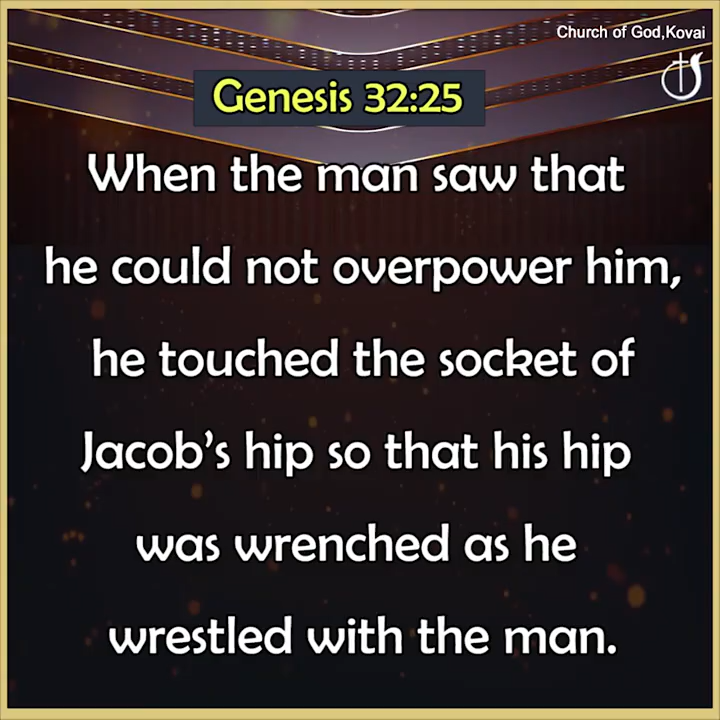 Church of God,Kovai
Genesis 32:25
When the man saw that
he could not overpower him,
he touched the socket of
Jacob's hip so that his hip
was wrenched as he
wrestled with the man.